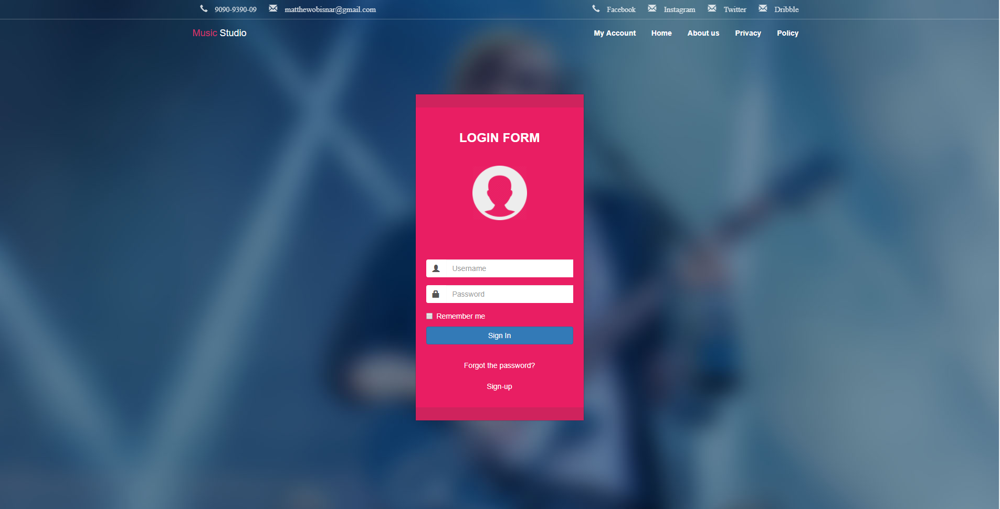 9090-9390-09 matthewobisnar@gmail.com Facebook Instagram Twitter Dribble
Music Studio My Account Home About us Privacy Policy
LOGIN FORM
Username
Password
Remember me
Sign In
Forgot the password?
Sign-up